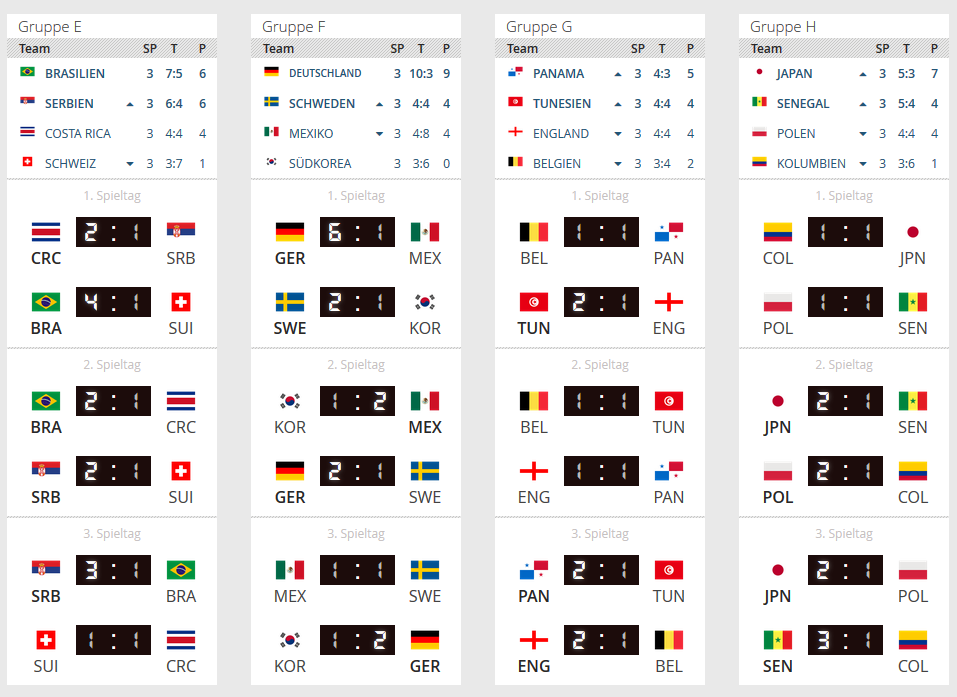 Gruppe E
Team SP T P
BRASILIEN 3 7:5 6
SERBIEN 3 6:4 6
COSTA RICA 3 4:4 4
SCHWEIZ 3 3:7 1
1. Spieltag
2 : 1
CRC SRB
4 : 1
BRA SUI
2. Spieltag
2 : 1
BRA CRC
2 : 1
SRB SUI
3. Spieltag
3 : 1
SRB BRA
1 : 1
SUI CRC
Gruppe F
Team SP T P
DEUTSCHLAND 3 10:3 9
SCHWEDEN 3 4:4 4
MEXIKO 3 4:8 4
SÜDKOREA 3 3:6 0
1. Spieltag
6 : 1
GER MEX
2 : 1
SWE KOR
2. Spieltag
1 : 2
KOR MEX
2 : 1
GER SWE
3. Spieltag
1 : 1
MEX SWE
1 : 2
KOR GER
Gruppe G
Team SP T P
PANAMA 3 4:3 5
TUNESIEN 3 4:4 4
ENGLAND 3 4:4 4
BELGIEN 3 3:4 2
1. Spieltag
1 : 1
BEL PAN
2 : 1
TUN ENG
2. Spieltag
1 : 1
BEL TUN
1 : 1
ENG PAN
3. Spieltag
2 : 1
PAN TUN
2 : 1
ENG BEL
Gruppe H
Team SP T P
JAPAN 3 5:3 7
SENEGAL 3 5:4 4
POLEN 3 4:4 4
KOLUMBIEN 3 3:6 1
1. Spieltag
1 : 1
COL JPN
1 : 1
POL SEN
2. Spieltag
2 : 1
JPN SEN
2 : 1
POL COL
3. Spieltag
2 : 1
JPN POL
3 : 1
SEN COL